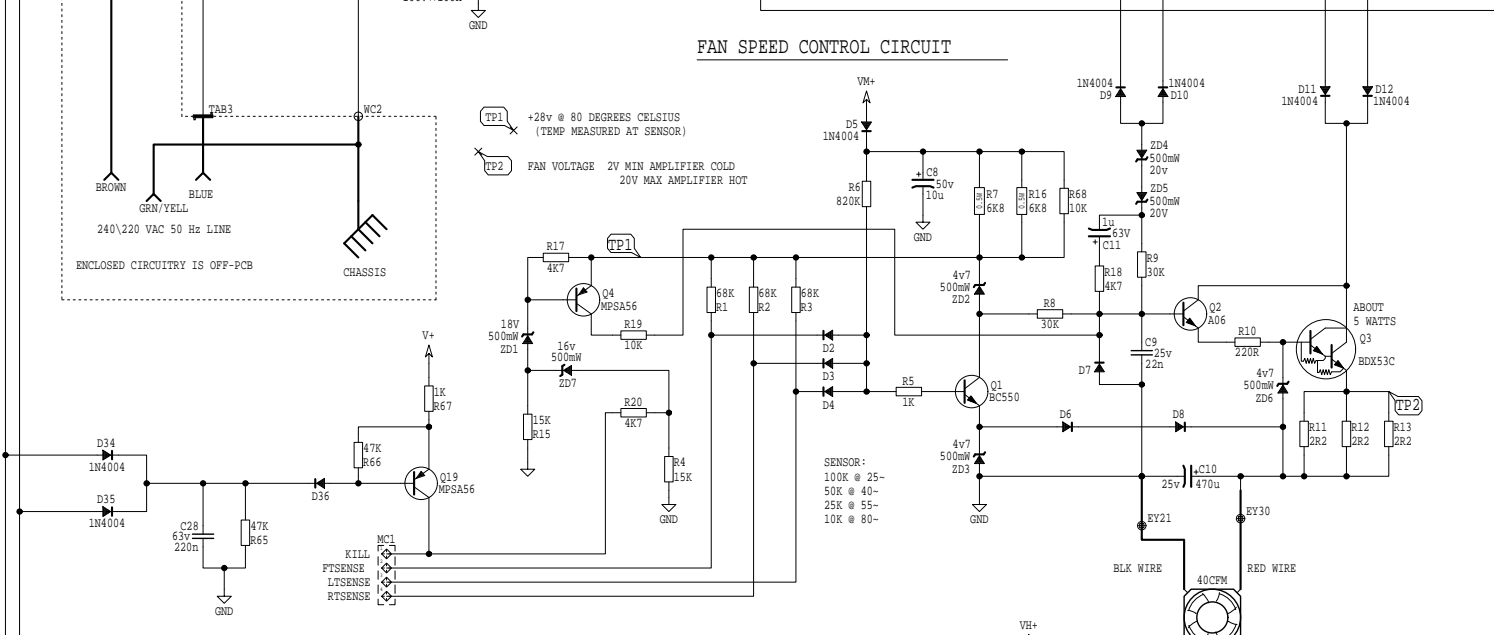 GND
FAN SPEED CONTROL CIRCUIT
TAB3
WC2
BROWN
GRN/YELL
BLUE
240\220 VAC 50 Hz LINE
ENCLOSED CIRCUITRY IS OFF-PCB
CHASSIS
TP1
+28v @ 80 DEGREES CELSIUS
(TEMP MEASURED AT SENSOR)
TP2
FAN VOLTAGE 2V MIN AMPLIFIER COLD
20V MAX AMPLIFIER HOT
VM+
D5
1N4004
R6
820K
C8
+
50v
10u
GND
0.5W
R7
6K8
0.5W
R16
6K8
R68
10K
1N4004
D9
1N4004
D10
ZD4
500mW
20v
ZD5
500mW
20V
1u
63V
+
C11
R18
4K7
R9
30K
D11
1N4004
D12
1N4004
R17
4K7
TP1
Q4
MPSA56
18V
500mW
ZD1
R19
10K
16v
500mW
ZD7
15K
R15
R20
4K7
R4
15K
GND
68K
R1
68K
R2
68K
R3
D2
D3
D4
R5
1K
4v7
500mW
ZD2
Q1
BC550
4v7
500mW
ZD3
GND
R8
30K
D7
C9
25v
22n
Q2
A06
R10
220R
4v7
500mW
ZD6
ABOUT
5 WATTS
Q3
BDX53C
TP2
D6
D8
R11
2R2
R12
2R2
R13
2R2
+
C10
25v
470u
EY21
EY30
BLK WIRE
RED WIRE
40CFM
SENSOR:
100K @ 25~
50K @ 40~
25K @ 55~
10K @ 80~
V+
1K
R67
47K
R66
Q19
MPSA56
D34
1N4004
D35
1N4004
D36
C28
63v
220n
47K
R65
GND
MC1
KILL
FTSENSE
LTSENSE
RTSENSE
VH+